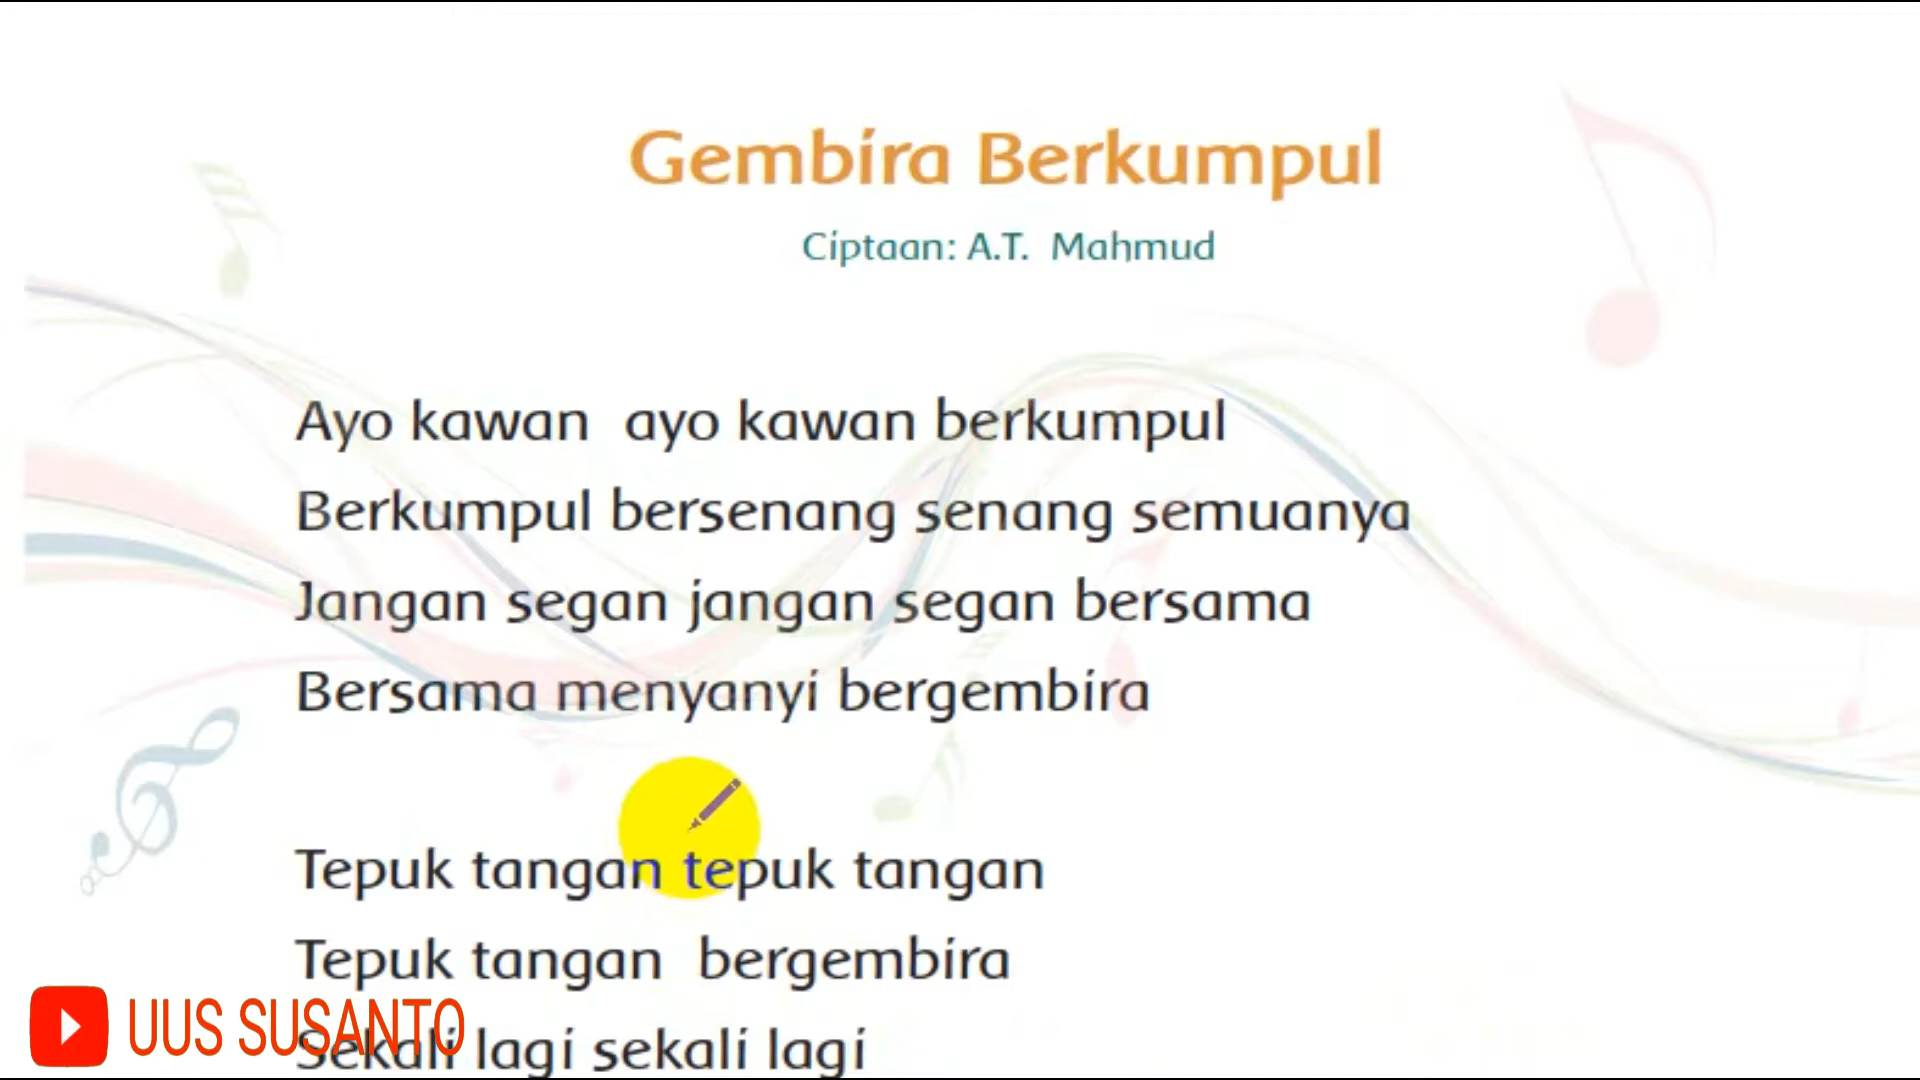 Gembira Berkumpul
Ciptaan: A.T. Mahmud
Ayo kawan ayo kawan berkumpul
Berkumpul bersenang senang semuanya
Jangan segan jangan segan bersama
Bersama menyanyi bergembira
Tepuk tangan tepuk tangan
Tepuk tangan bergembira
Sekali lagi sekali lagi
UUS SUSANTO